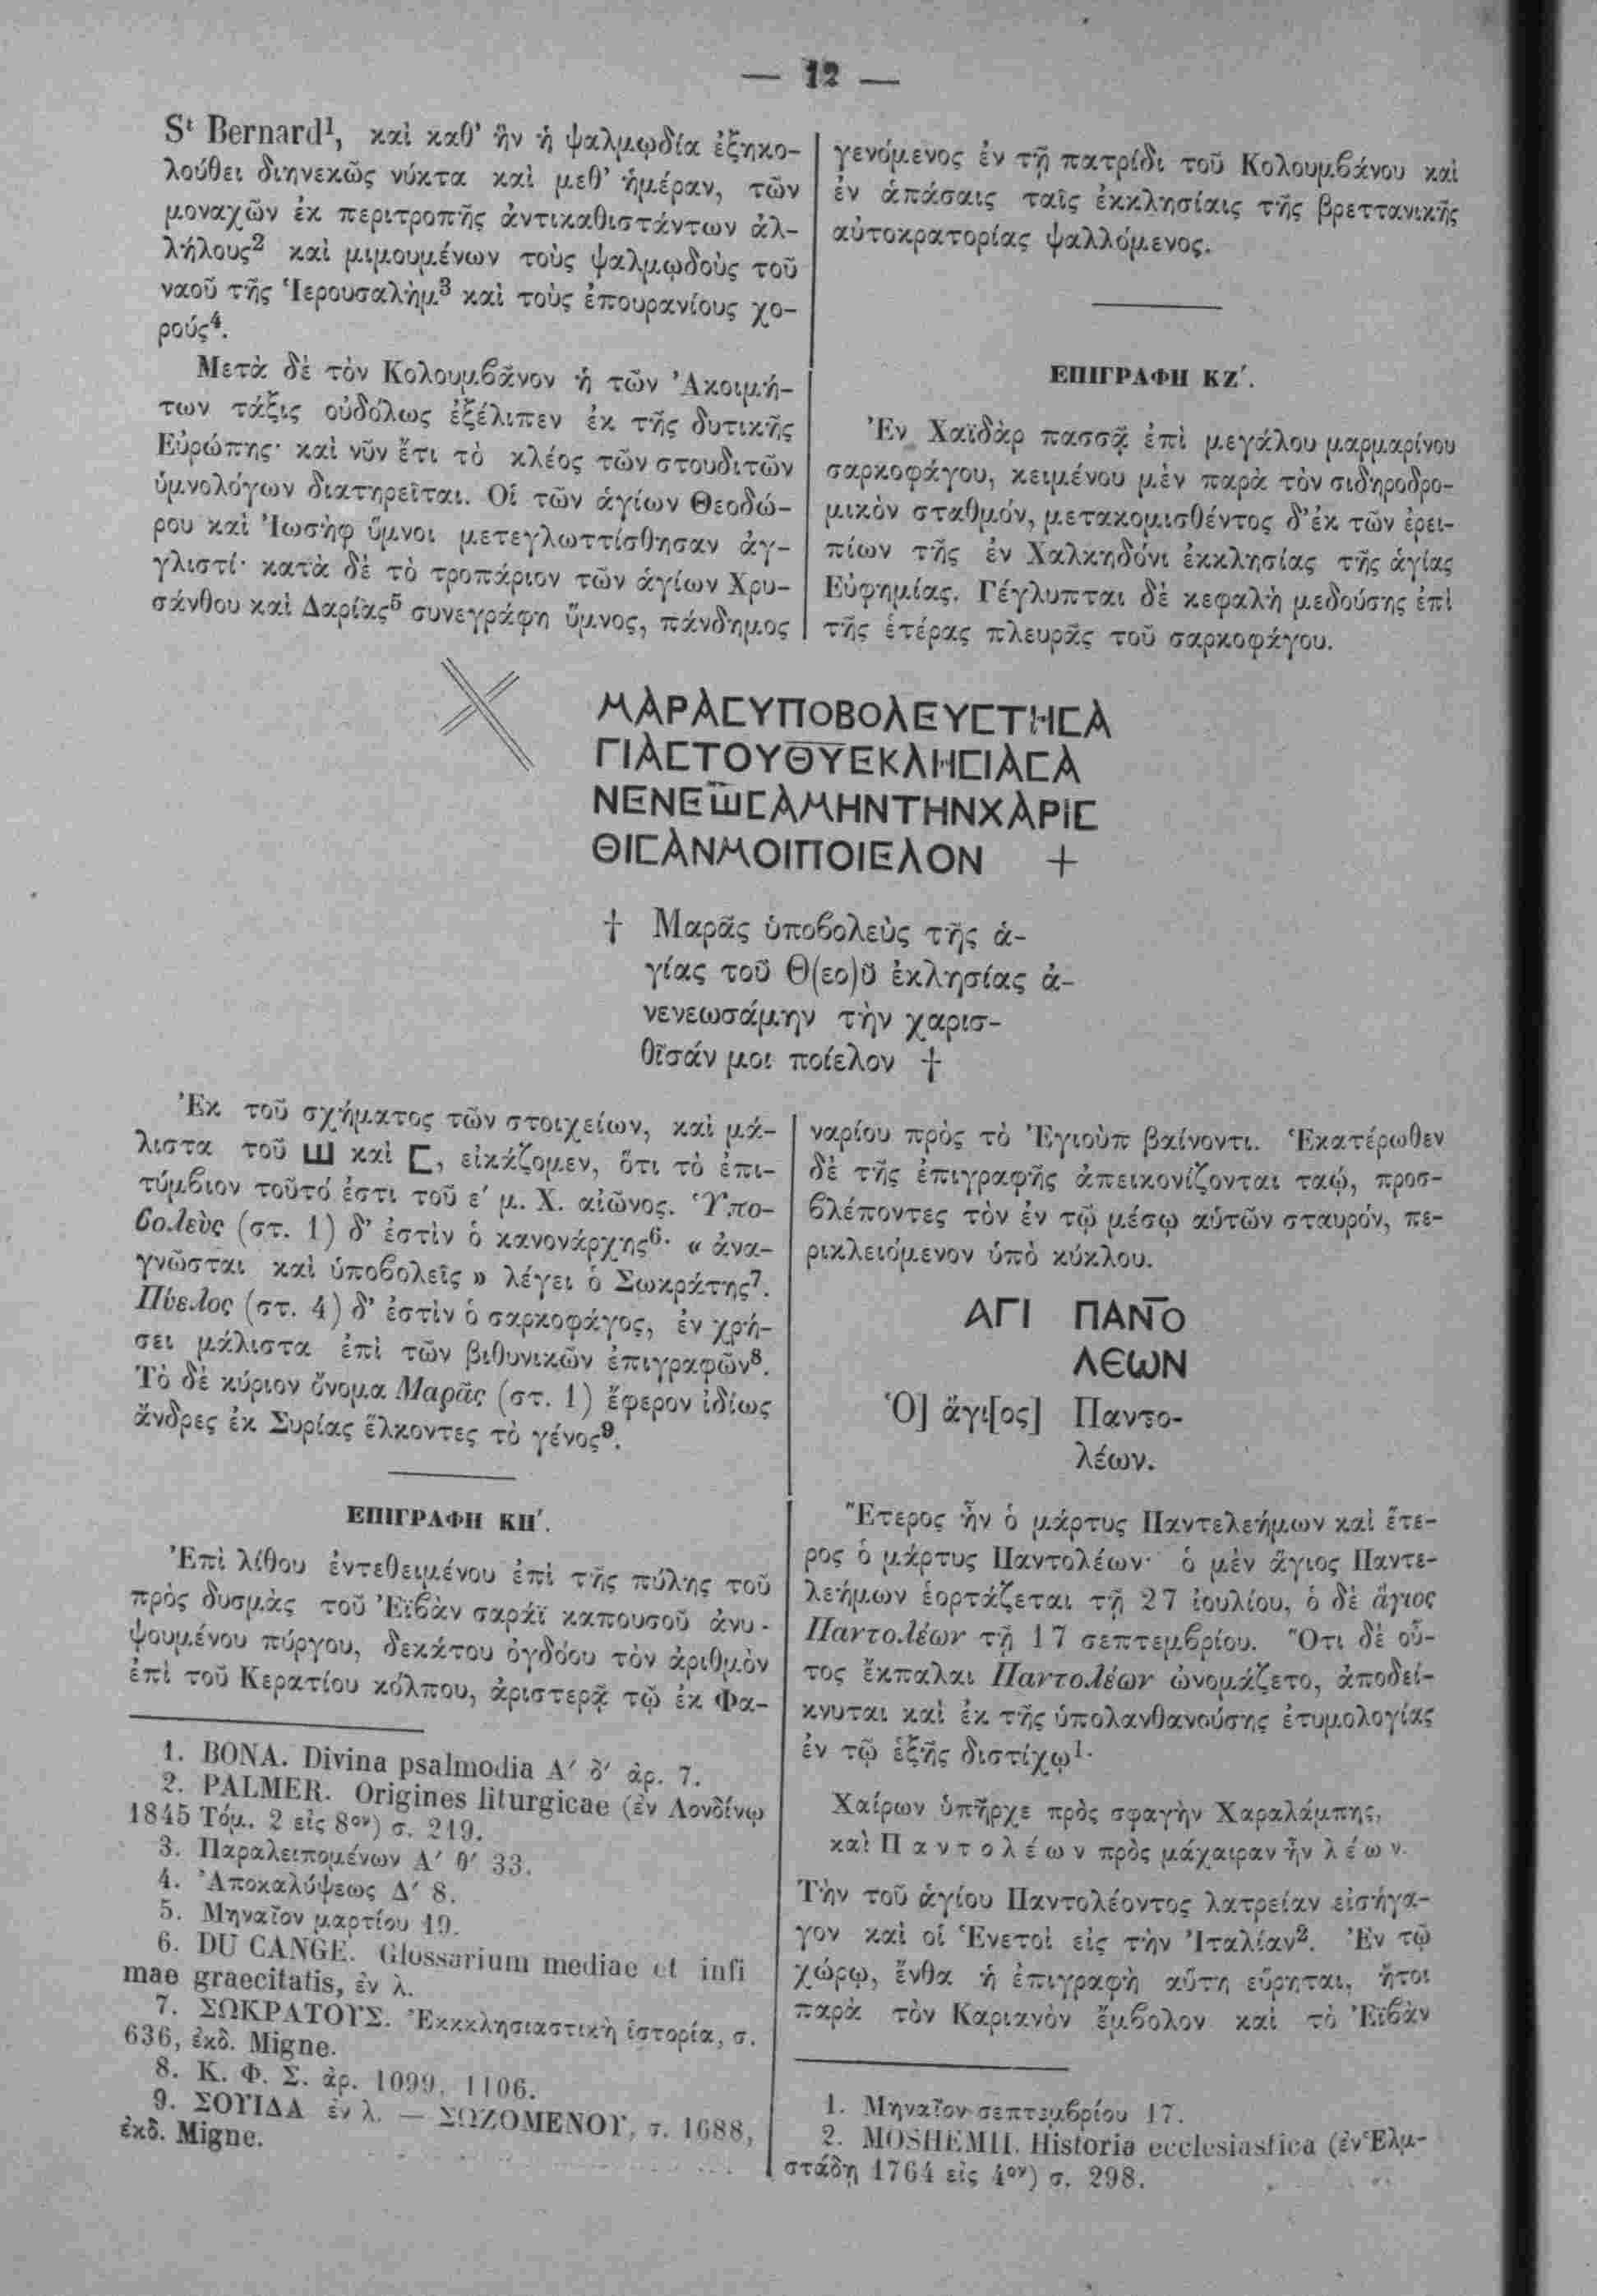 — 12 —
Sᵗ Bernard¹, καὶ καθ’ ἣν ἡ ψαλμῳδία ἐξηκο-
λούθει διηνεκῶς νύκτα καὶ μεθ’ ἡμέραν, τῶν
μοναχῶν ἐκ περιτροπῆς ἀντικαθιστάντων ἀλ-
λήλους² καὶ μιμουμένων τοὺς ψαλμῳδοὺς τοῦ
ναοῦ τῆς Ἱερουσαλὴμ³ καὶ τοὺς ἐπουρανίους χο-
ρούς⁴.
Μετὰ δὲ τὸν Κολουμβᾶνον ἡ τῶν Ἀκοιμή-
των τάξις οὐδόλως ἐξέλιπεν ἐκ τῆς δυτικῆς
Εὐρώπης· καὶ νῦν ἔτι τὸ κλέος τῶν στουδιτῶν
ὑμνολόγων διατηρεῖται. Οἱ τῶν ἁγίων Θεοδώ-
ρου καὶ Ἰωσὴφ ὕμνοι μετεγλωττίσθησαν ἀγ-
γλιστί· κατὰ δὲ τὸ τροπάριον τῶν ἁγίων Χρυ-
σάνθου καὶ Δαρίας⁵ συνεγράφη ὕμνος, πάνδημος
γενόμενος ἐν τῇ πατρίδι τοῦ Κολουμβάνου καὶ
ἐν ἁπάσαις ταῖς ἐκκλησίαις τῆς βρεττανικῆς
αὐτοκρατορίας ψαλλόμενος.
ΕΠΙΓΡΑΦΗ ΚΖ′.
Ἐν Χαϊδὰρ πασσᾷ ἐπὶ μεγάλου μαρμαρίνου
σαρκοφάγου, κειμένου μὲν παρὰ τὸν σιδηροδρο-
μικὸν σταθμόν, μετακομισθέντος δ’ἐκ τῶν ἐρει-
πίων τῆς ἐν Χαλκηδόνι ἐκκλησίας τῆς ἁγίας
Εὐφημίας. Γέγλυπται δὲ κεφαλὴ μεδούσης ἐπὶ
τῆς ἑτέρας πλευρᾶς τοῦ σαρκοφάγου.
ΜΑΡΑΣΥΠΟΒΟΛΕΥΣΤΗΣΑ
ΓΙΑΣΤΟΥΘΥΕΚΛΗΣΙΑΣΑ
ΝΕΝΕΩΣΑΜΗΝΤΗΝΧΑΡΙΣ
ΘΙΣΑΝΜΟΙΠΟΙΕΛΟΝ +
† Μαρᾶς ὑποβολεὺς τῆς ἁ-
γίας τοῦ Θ(εο)ῦ ἐκλησίας ἀ-
νενεωσάμην τὴν χαρισ-
θῖσάν μοι ποίελον †
Ἐκ τοῦ σχήματος τῶν στοιχείων, καὶ μά-
λιστα τοῦ Ш καὶ Ϲ, εἰκάζομεν, ὅτι τὸ ἐπι-
τύμβιον τοῦτό ἐστι τοῦ ε′ μ. Χ. αἰῶνος. Ὑπο-
βολεὺς (στ. 1) δ’ ἐστὶν ὁ κανονάρχης⁶· « ἀνα-
γνῶσται καὶ ὑποβολεῖς » λέγει ὁ Σωκράτης⁷.
Πύελος (στ. 4) δ’ ἐστὶν ὁ σαρκοφάγος, ἐν χρή-
σει μάλιστα ἐπὶ τῶν βιθυνικῶν ἐπιγραφῶν⁸.
Τὸ δὲ κύριον ὄνομα Μαρᾶς (στ. 1) ἔφερον ἰδίως
ἄνδρες ἐκ Συρίας ἕλκοντες τὸ γένος⁹.
ΕΠΙΓΡΑΦΗ ΚΗ′.
Ἐπὶ λίθου ἐντεθειμένου ἐπὶ τῆς πύλης τοῦ
πρὸς δυσμὰς τοῦ Ἐϊβὰν σαράϊ καπουσοῦ ἀνυ-
ψουμένου πύργου, δεκάτου ὀγδόου τὸν ἀριθμὸν
ἐπὶ τοῦ Κερατίου κόλπου, ἀριστερᾷ τῷ ἐκ Φα-
1. BONA. Divina psalmodia Α′ δ′ ἀρ. 7.
2. PALMER. Origines liturgicae (ἐν Λονδίνῳ
1845 Τόμ. 2 εἰς 8ᵒⁿ) σ. 219.
3. Παραλειπομένων Α′ θ′ 33.
4. Ἀποκαλύψεως Δ′ 8.
5. Μηναῖον μαρτίου 19.
6. DU CANGE. Glossarium mediae et infi
mae graecitatis, ἐν λ.
7. ΣΩΚΡΑΤΟΥΣ. Ἐκκκλησιαστικὴ ἱστορία, σ.
636, ἐκδ. Migne.
8. Κ. Φ. Σ. ἀρ. 1099, 1106.
9. ΣΟΥΙΔΑ ἐν λ. — ΣΩΖΟΜΕΝΟΥ, σ. 1688,
ἐκδ. Migne.
ναρίου πρὸς τὸ Ἐγιοὺπ βαίνοντι. Ἑκατέρωθεν
δὲ τῆς ἐπιγραφῆς ἀπεικονίζονται ταῴ, προσ-
βλέποντες τὸν ἐν τῷ μέσῳ αὐτῶν σταυρόν, πε-
ρικλειόμενον ὑπὸ κύκλου.
ΑΓΙ ΠΑΝΤΟ
ΛΕΩΝ
Ὁ] ἅγι[ος] Παντο-
λέων.
Ἕτερος ἦν ὁ μάρτυς Παντελεήμων καὶ ἕτε-
ρος ὁ μάρτυς Παντολέων· ὁ μὲν ἅγιος Παντε-
λεήμων ἑορτάζεται τῇ 27 ἰουλίου, ὁ δὲ ἅγιος
Παντολέων τῇ 17 σεπτεμβρίου. Ὅτι δὲ οὗ-
τος ἔκπαλαι Παντολέων ὠνομάζετο, ἀποδεί-
κνυται καὶ ἐκ τῆς ὑπολανθανούσης ἐτυμολογίας
ἐν τῷ ἑξῆς διστίχῳ¹·
Χαίρων ὑπῆρχε πρὸς σφαγὴν Χαραλάμπης,
καὶ Παντολέων πρὸς μάχαιραν ἦν λέων.
Τὴν τοῦ ἁγίου Παντολέοντος λατρείαν εἰσήγα-
γον καὶ οἱ Ἑνετοὶ εἰς τὴν Ἰταλίαν². Ἐν τῷ
χώρῳ, ἔνθα ἡ ἐπιγραφὴ αὕτη εὕρηται, ἤτοι
παρὰ τὸν Καριανὸν ἔμβολον καὶ τὸ Ἐϊβὰν
1. Μηναῖον σεπτεμβρίου 17.
2. MOSHEMII. Historia ecclesiastica (ἐν Ἑλμ-
στάδῃ 1764 εἰς 4ᵒⁿ) σ. 298.